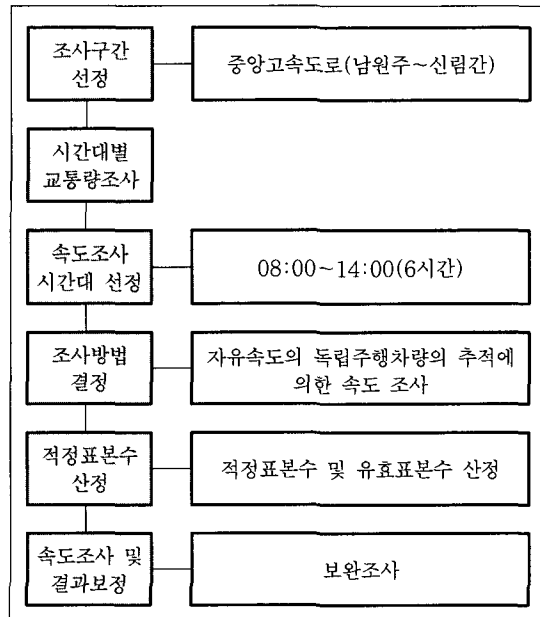 조사구간
선정
중앙고속도로(남원주~신림간)
시간대별
교통량조사
속도조사
시간대 선정
08:00~14:00(6시간)
조사방법
결정
자유속도의 독립주행차량의 추적에
의한 속도 조사
적정표본수
산정
적정표본수 및 유효표본수 산정
속도조사 및
결과보정
보완조사